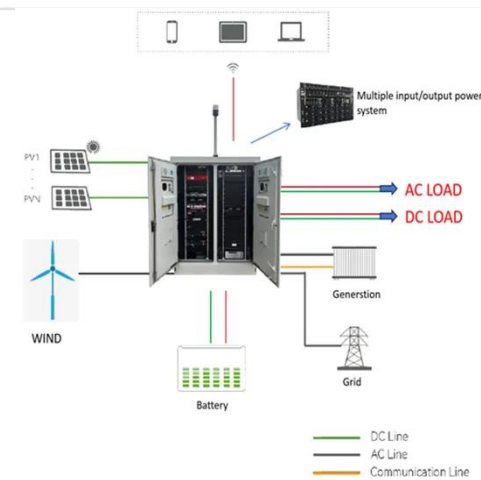 Multiple input/output power
system
PV1
PVN
AC LOAD
DC LOAD
WIND
Generstion
Grid
Battery
DC Line
AC Line
Communication Line